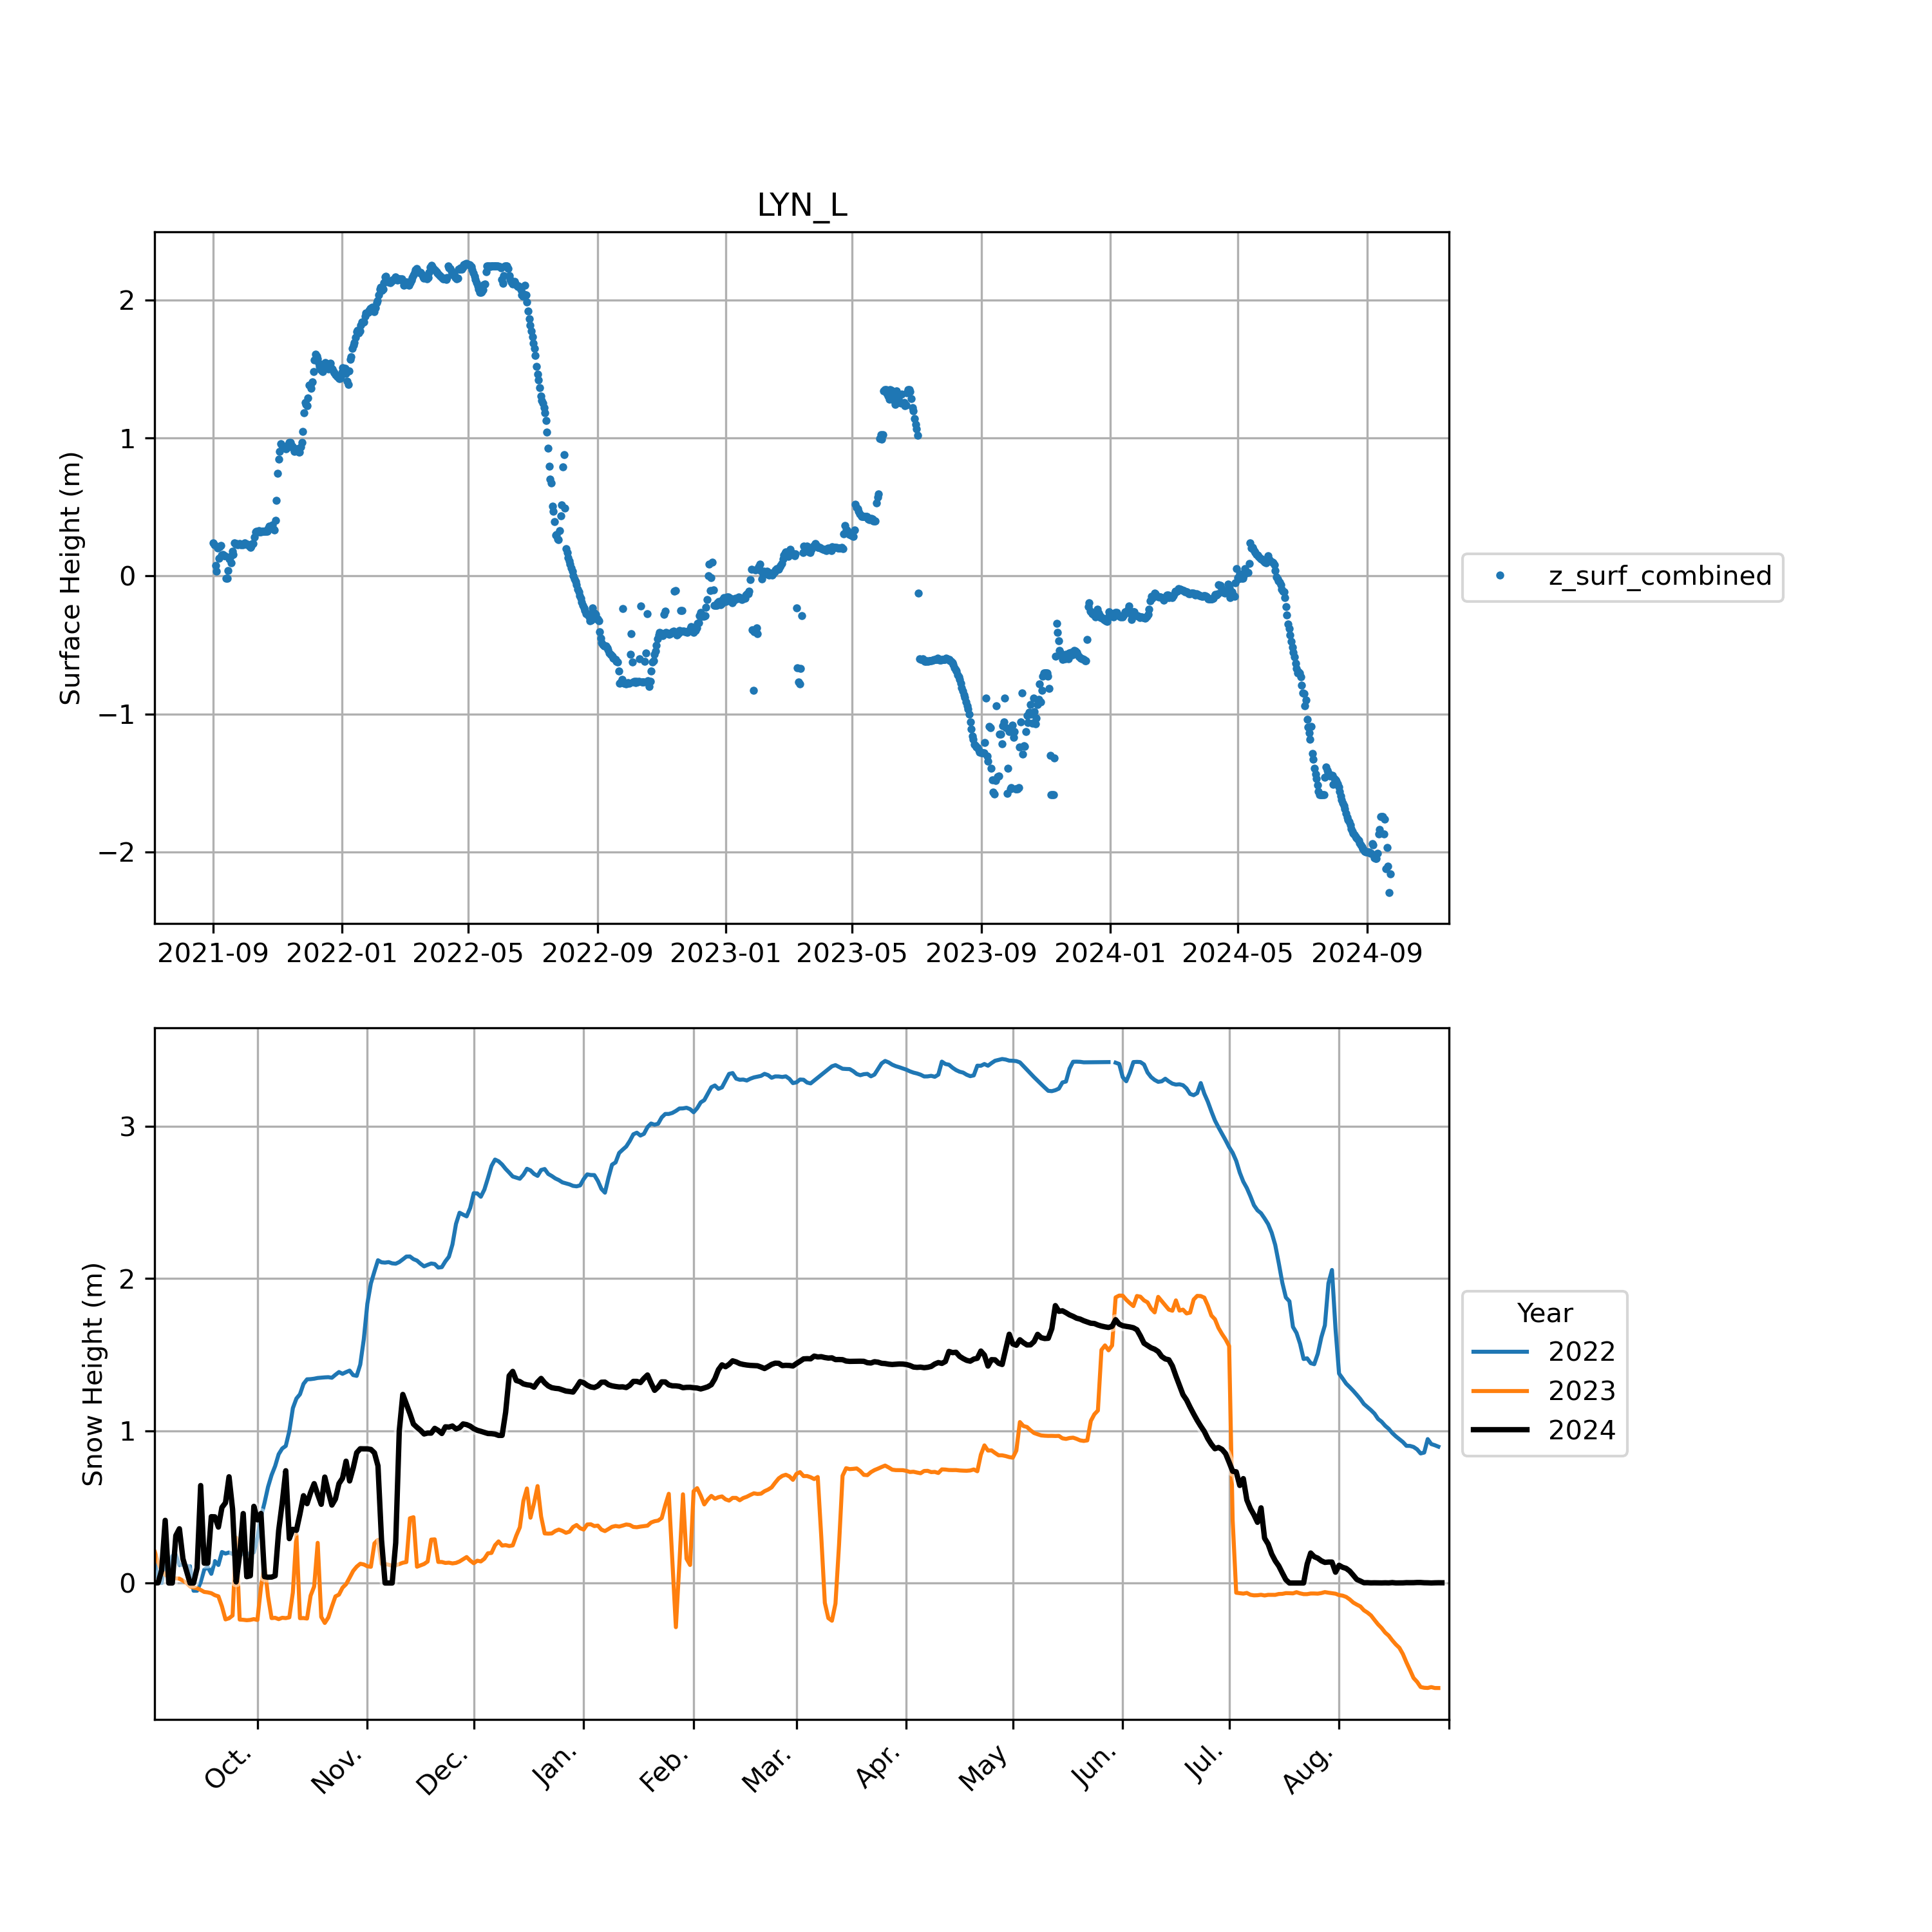 LYN_L
Surface Height (m)
2
1
0
−1
−2
2021-09 2022-01 2022-05 2022-09 2023-01 2023-05 2023-09 2024-01 2024-05 2024-09
z_surf_combined
Snow Height (m)
3
2
1
0
Oct. Nov. Dec. Jan. Feb. Mar. Apr. May Jun. Jul. Aug.
Year
2022
2023
2024